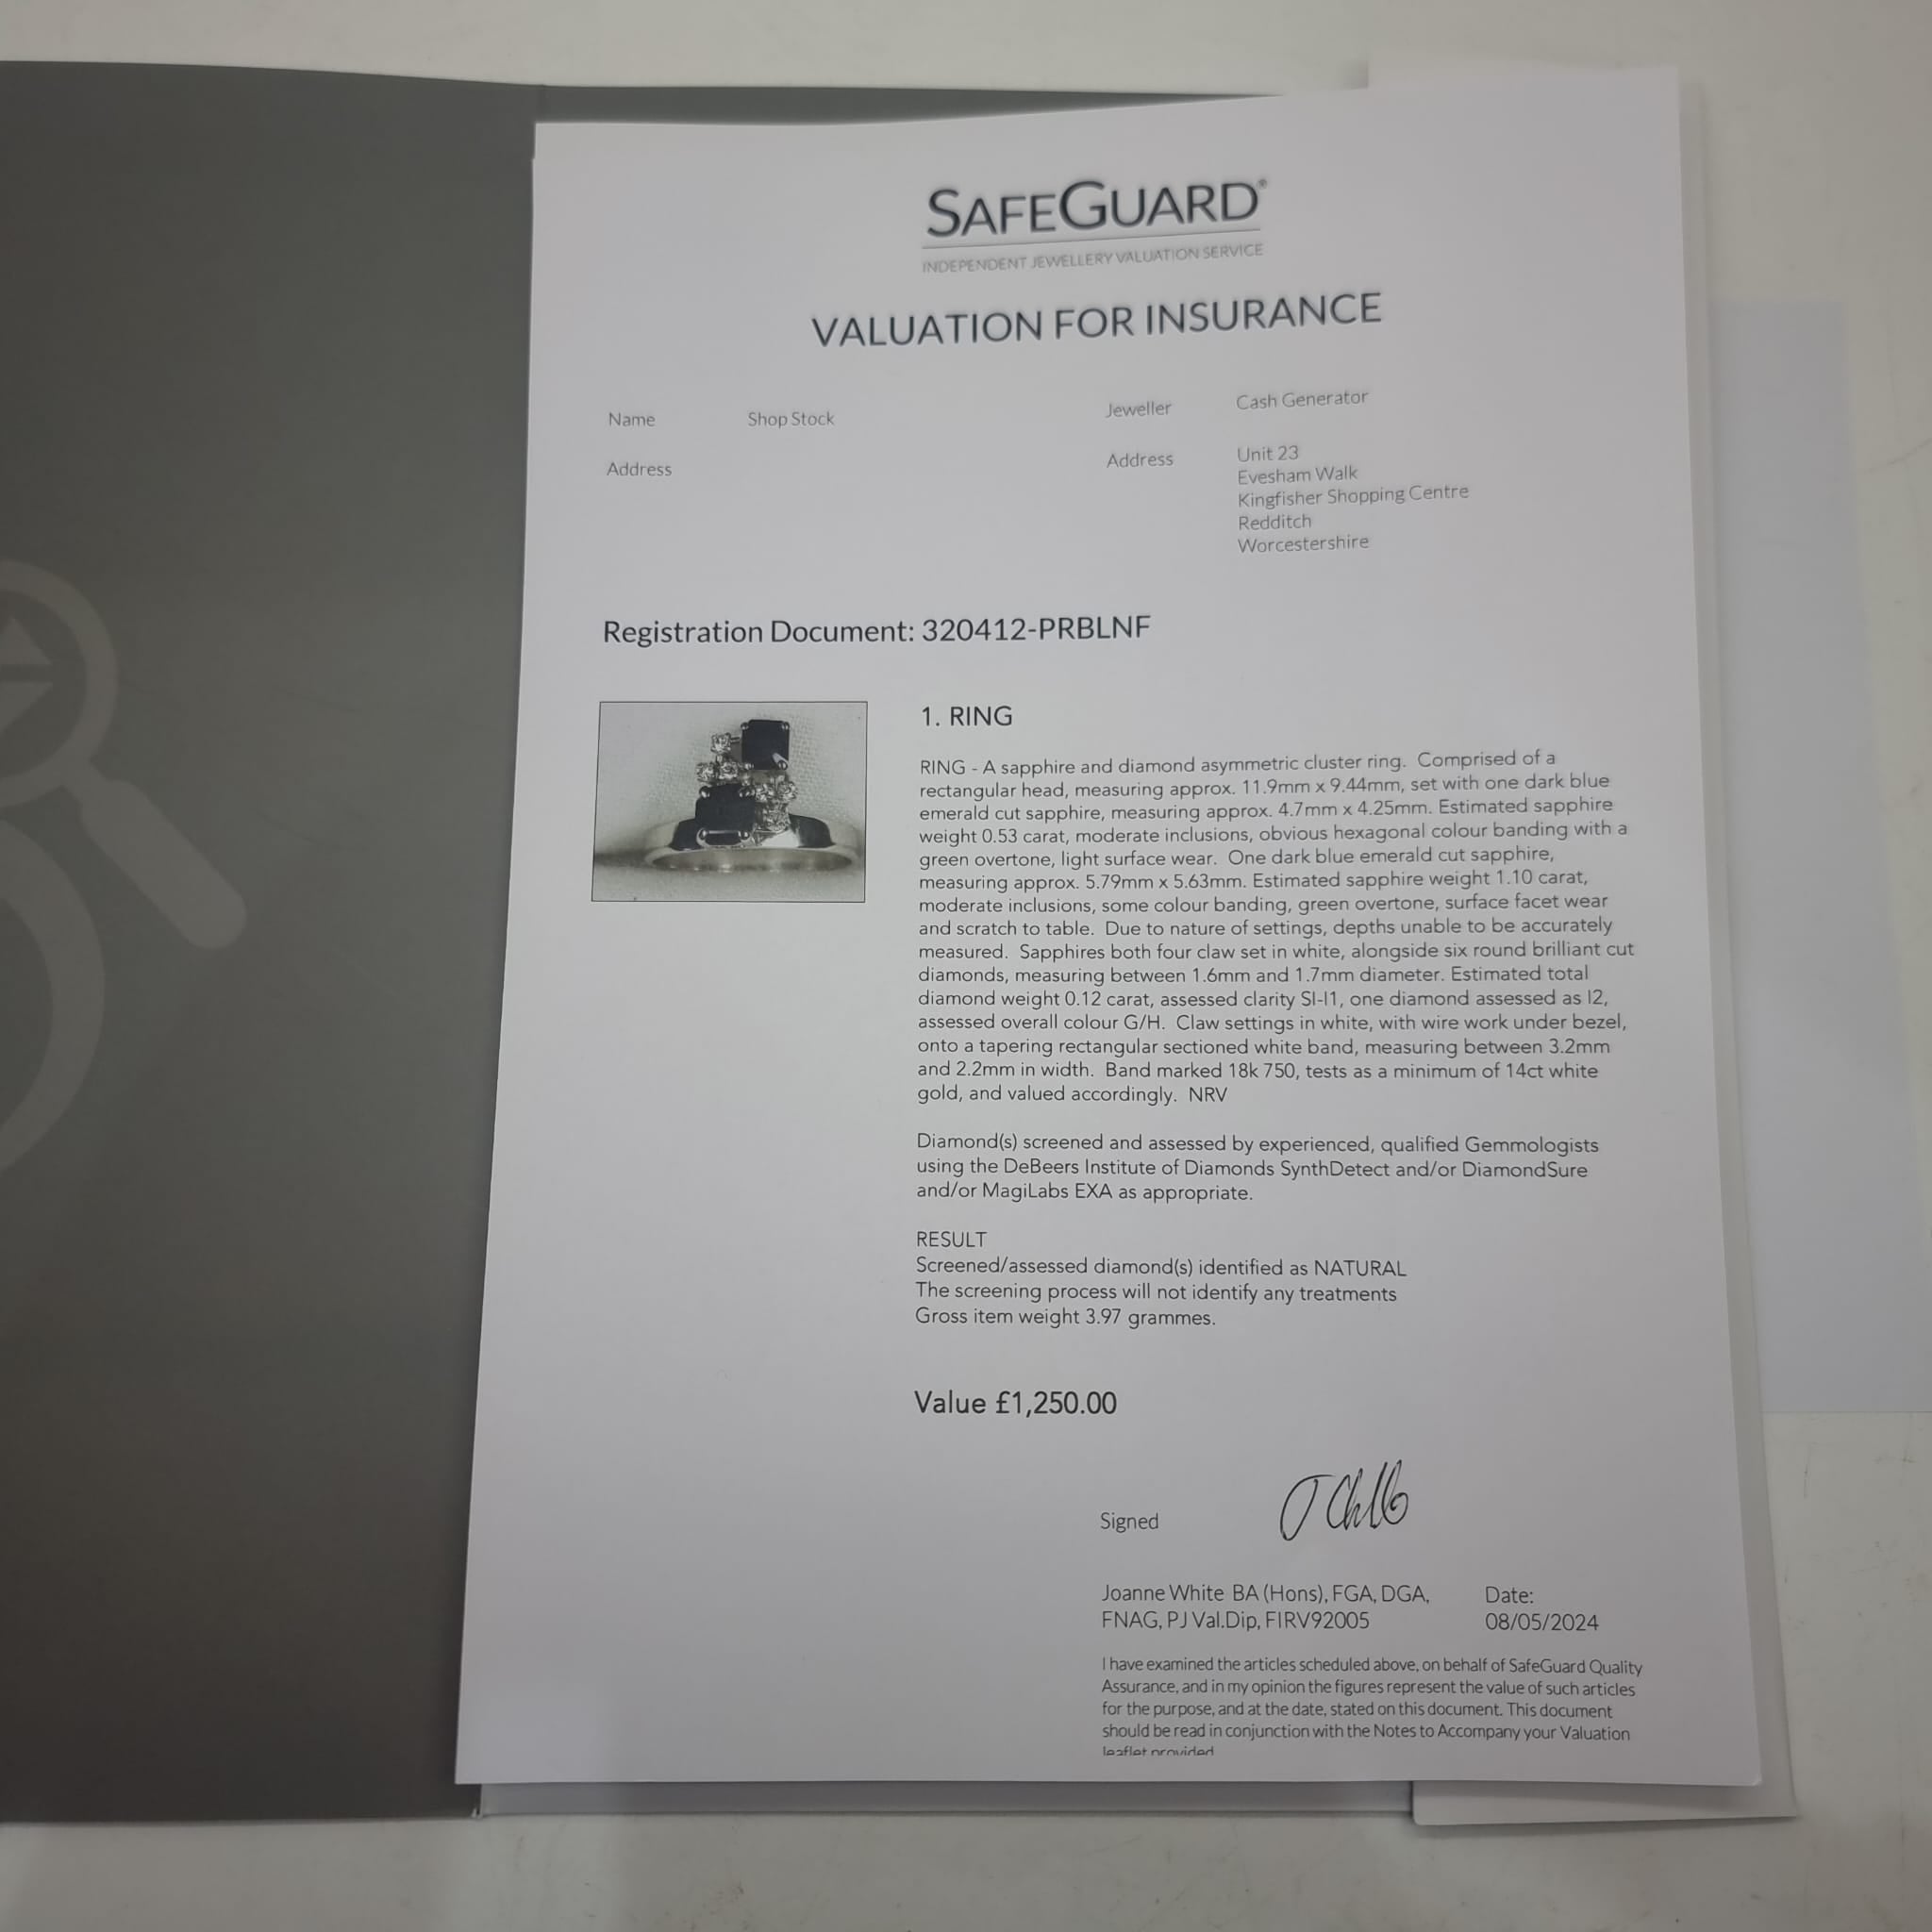 SAFEGUARD®
INDEPENDENT JEWELLERY VALUATION SERVICE
VALUATION FOR INSURANCE
Name Shop Stock
Address
Jeweller Cash Generator
Address Unit 23
Evesham Walk
Kingfisher Shopping Centre
Redditch
Worcestershire
Registration Document: 320412-PRBLNF
1. RING
RING - A sapphire and diamond asymmetric cluster ring. Comprised of a
rectangular head, measuring approx. 11.9mm x 9.44mm, set with one dark blue
emerald cut sapphire, measuring approx. 4.7mm x 4.25mm. Estimated sapphire
weight 0.53 carat, moderate inclusions, obvious hexagonal colour banding with a
green overtone, light surface wear. One dark blue emerald cut sapphire,
measuring approx. 5.79mm x 5.63mm. Estimated sapphire weight 1.10 carat,
moderate inclusions, some colour banding, green overtone, surface facet wear
and scratch to table. Due to nature of settings, depths unable to be accurately
measured. Sapphires both four claw set in white, alongside six round brilliant cut
diamonds, measuring between 1.6mm and 1.7mm diameter. Estimated total
diamond weight 0.12 carat, assessed clarity SI-I1, one diamond assessed as I2,
assessed overall colour G/H. Claw settings in white, with wire work under bezel,
onto a tapering rectangular sectioned white band, measuring between 3.2mm
and 2.2mm in width. Band marked 18k 750, tests as a minimum of 14ct white
gold, and valued accordingly. NRV
Diamond(s) screened and assessed by experienced, qualified Gemmologists
using the DeBeers Institute of Diamonds SynthDetect and/or DiamondSure
and/or MagiLabs EXA as appropriate.
RESULT
Screened/assessed diamond(s) identified as NATURAL
The screening process will not identify any treatments
Gross item weight 3.97 grammes.
Value £1,250.00
Signed
Joanne White BA (Hons), FGA, DGA,
FNAG, PJ Val.Dip, FIRV92005
Date:
08/05/2024
I have examined the articles scheduled above, on behalf of SafeGuard Quality
Assurance, and in my opinion the figures represent the value of such articles
for the purpose, and at the date, stated on this document. This document
should be read in conjunction with the Notes to Accompany your Valuation
leaflet provided